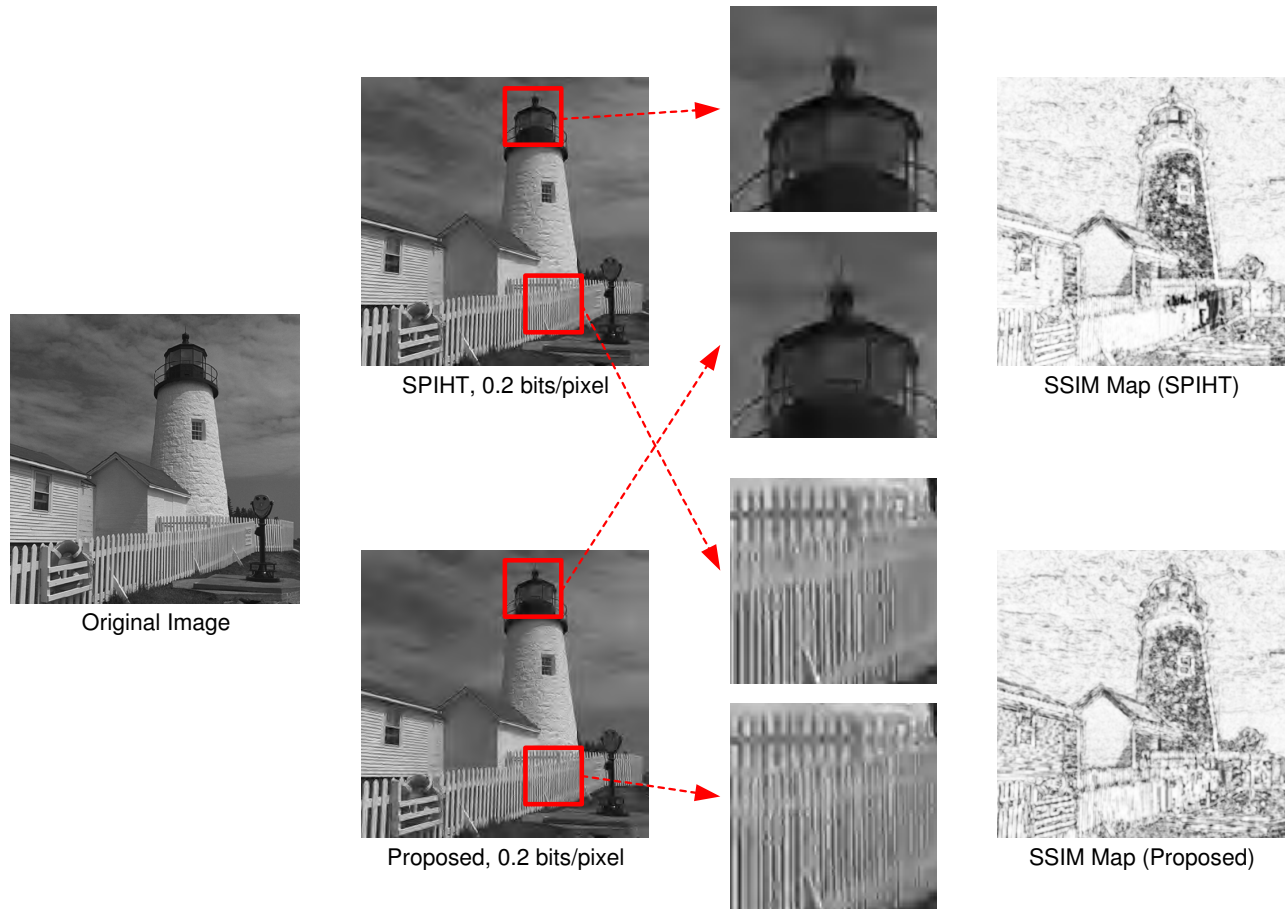 SPIHT, 0.2 bits/pixel
SSIM Map (SPIHT)
Original Image
Proposed, 0.2 bits/pixel
SSIM Map (Proposed)